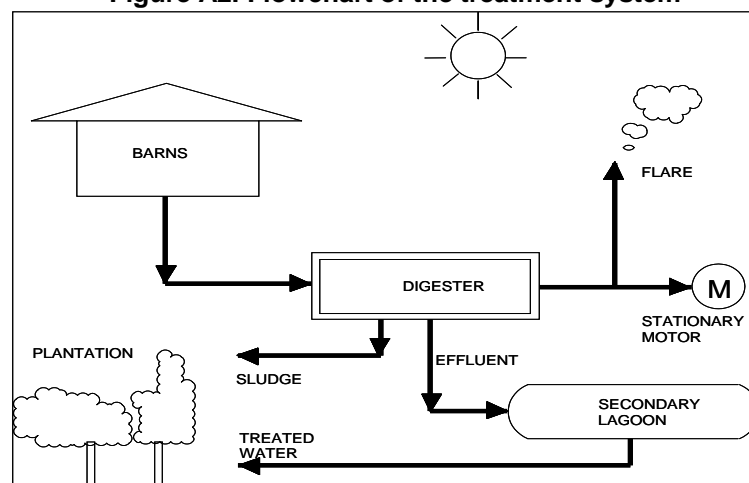 Figure A2. Flowchart of the treatment system
BARNS
FLARE
DIGESTER
M
STATIONARY
MOTOR
PLANTATION
SLUDGE
EFFLUENT
SECONDARY
LAGOON
TREATED
WATER